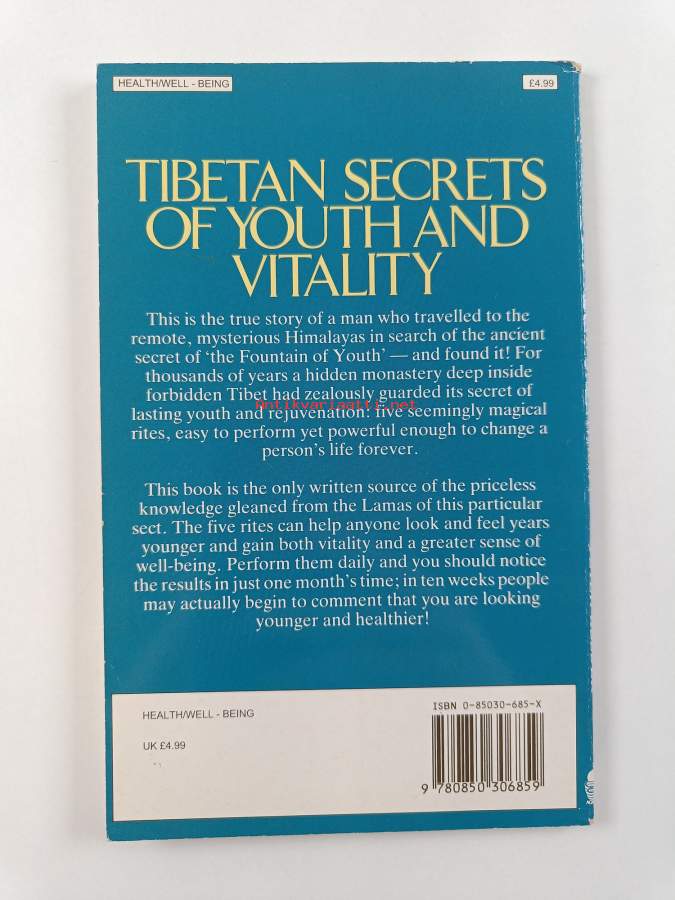 HEALTH/WELL - BEING
£4.99
TIBETAN SECRETS
OF YOUTH AND
VITALITY
This is the true story of a man who travelled to the
remote, mysterious Himalayas in search of the ancient
secret of ‘the Fountain of Youth’ — and found it! For
thousands of years a hidden monastery deep inside
forbidden Tibet had zealously guarded its secret of
lasting youth and rejuvenation: five seemingly magical
Antikvariaatti.net
rites, easy to perform yet powerful enough to change a
person's life forever.
This book is the only written source of the priceless
knowledge gleaned from the Lamas of this particular
sect. The five rites can help anyone look and feel years
younger and gain both vitality and a greater sense of
well-being. Perform them daily and you should notice
the results in just one month's time; in ten weeks people
may actually begin to comment that you are looking
younger and healthier!
HEALTH/WELL - BEING
UK £4.99
ISBN 0-85030-685-X
9 780850 306859